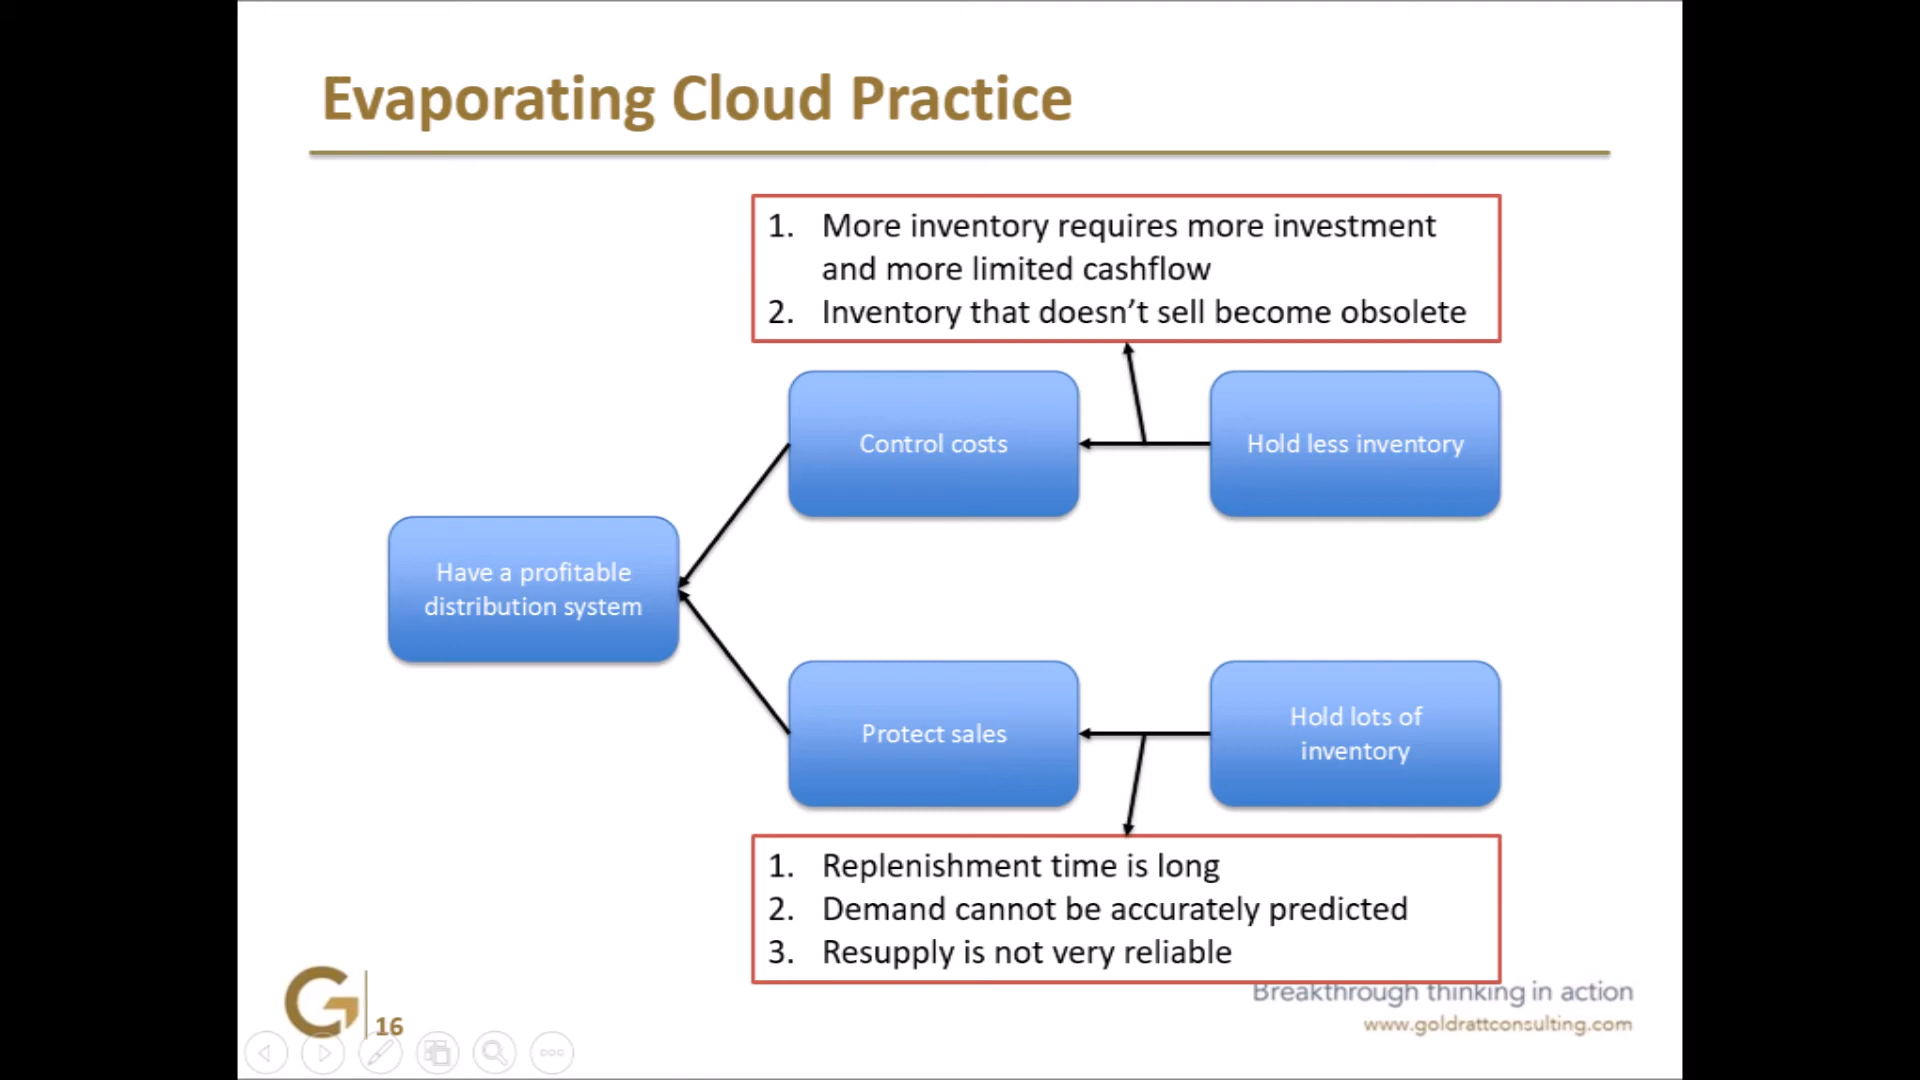 Evaporating Cloud Practice
1. More inventory requires more investment
and more limited cashflow
2. Inventory that doesn't sell become obsolete
Control costs
Hold less inventory
Have a profitable
distribution system
Protect sales
Hold lots of
inventory
1. Replenishment time is long
2. Demand cannot be accurately predicted
3. Resupply is not very reliable
G
16
Breakthrough thinking in action
www.goldrattconsulting.com